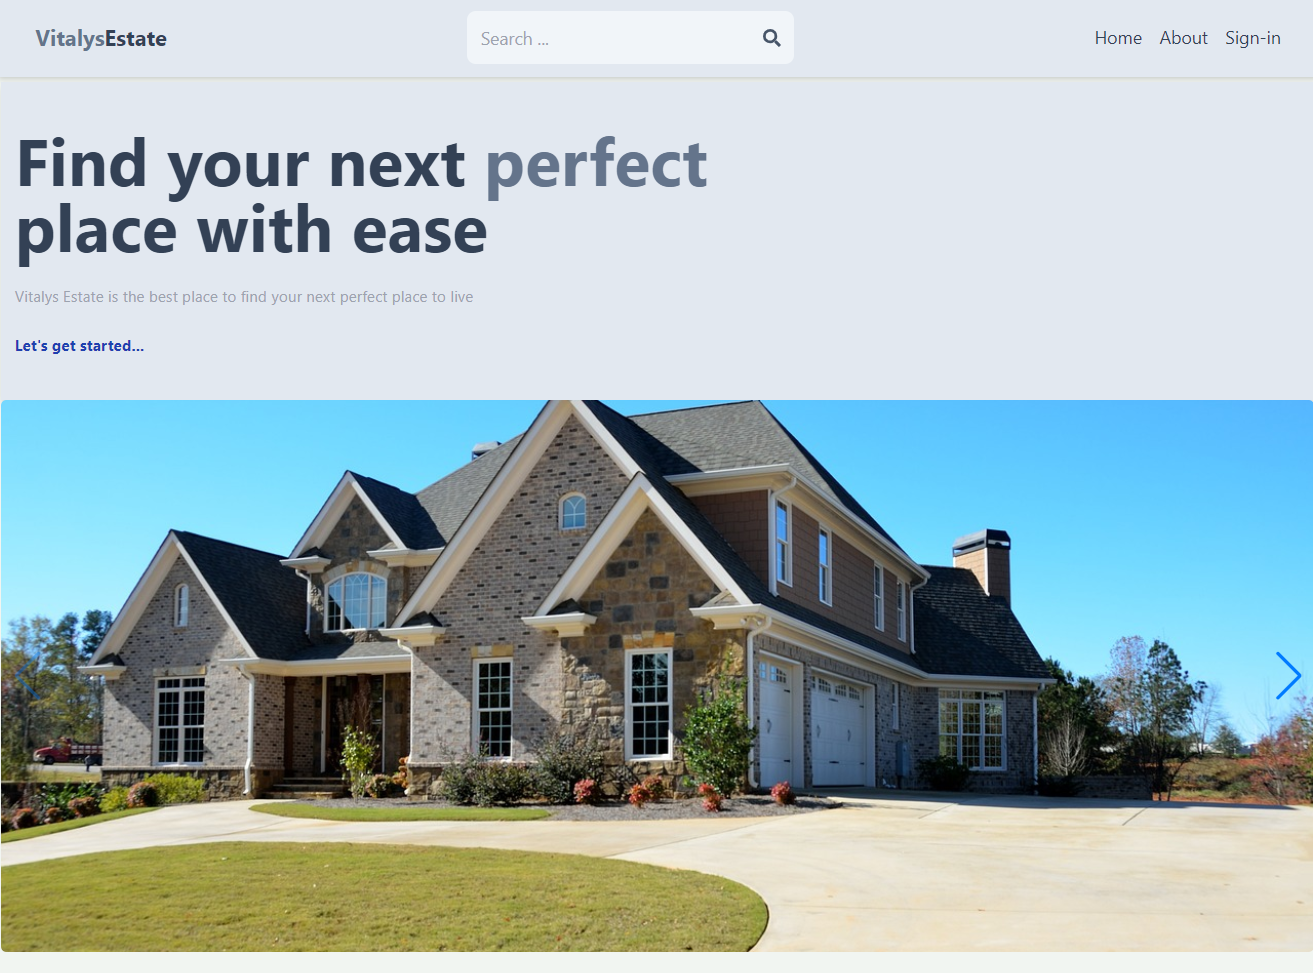 VitalysEstate
Search ...
Home About Sign-in
Find your next perfect
place with ease
Vitalys Estate is the best place to find your next perfect place to live
Let's get started...